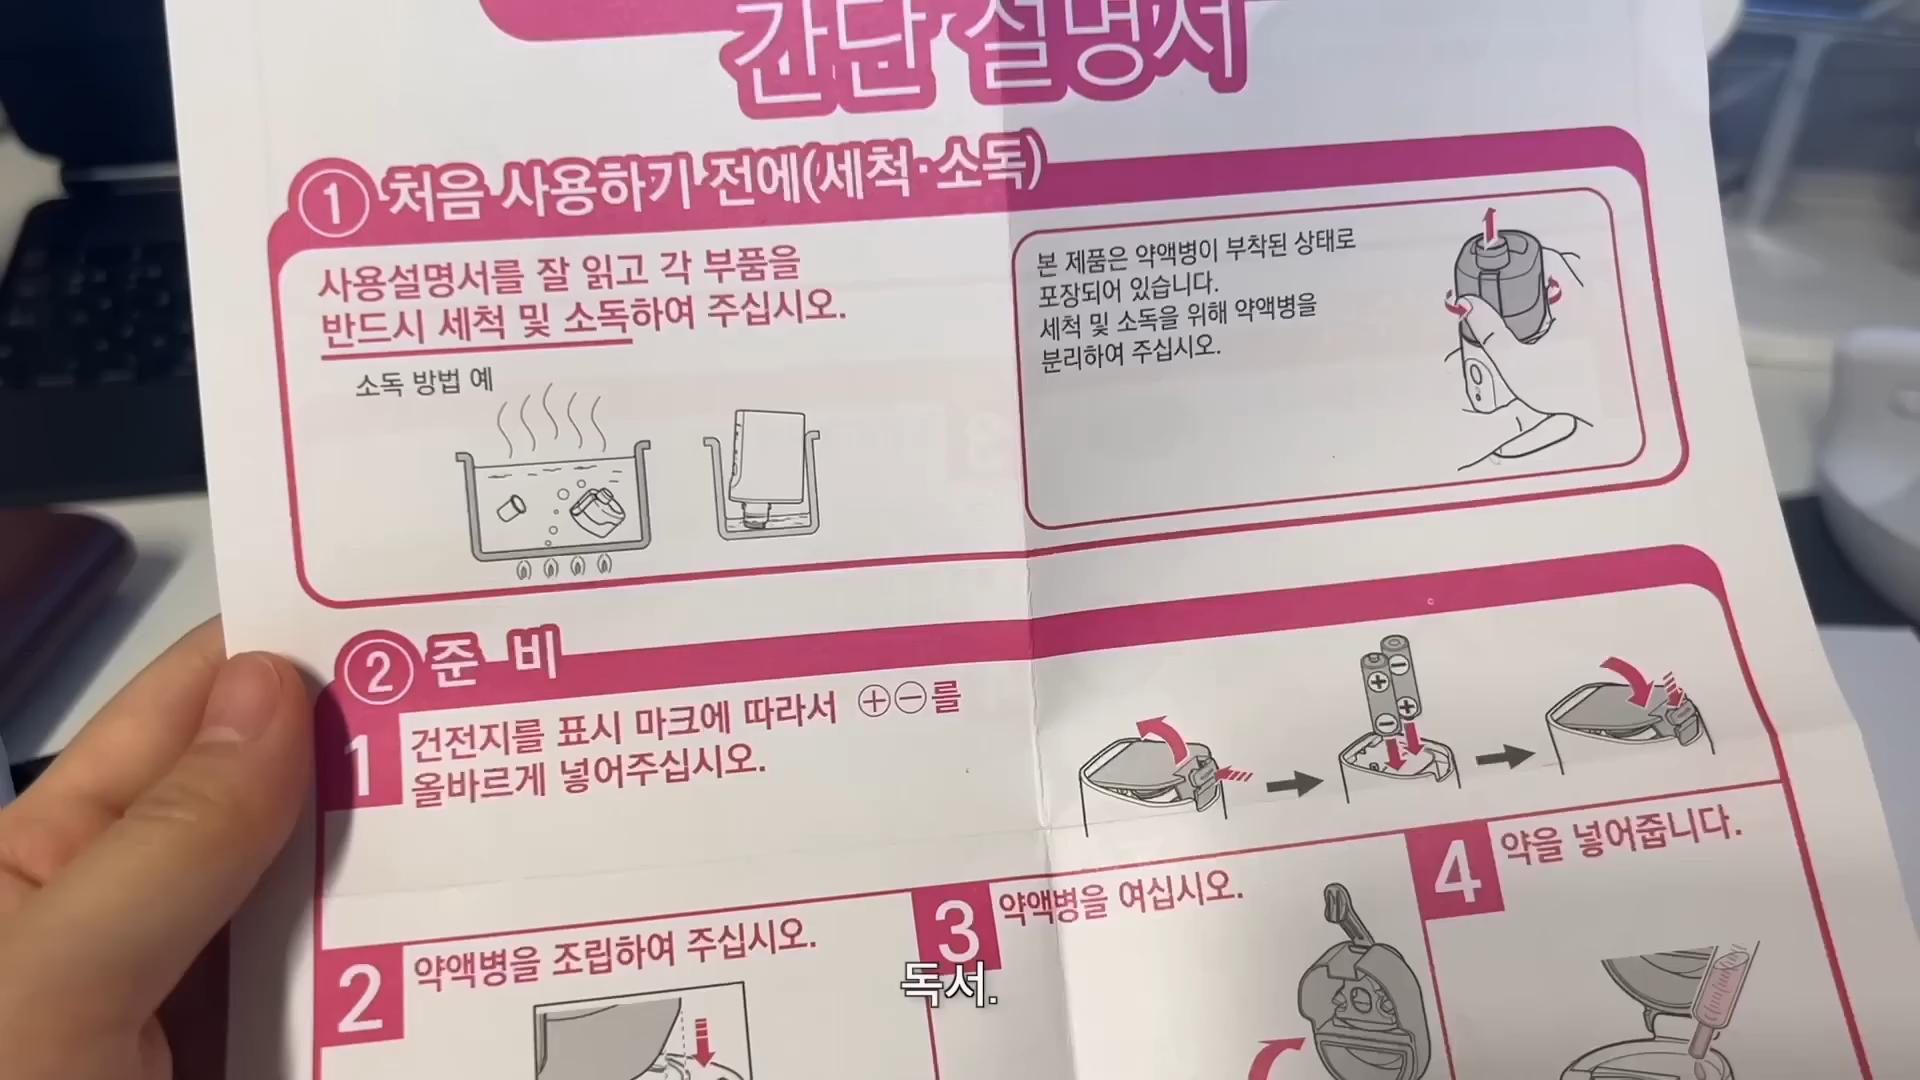 간단 설명서
① 처음 사용하기 전에(세척·소독)
사용설명서를 잘 읽고 각 부품을
반드시 세척 및 소독하여 주십시오.
소독 방법 예
본 제품은 약액병이 부착된 상태로
포장되어 있습니다.
세척 및 소독을 위해 약액병을
분리하여 주십시오.
② 준 비
1 건전지를 표시 마크에 따라서 ⊕⊖를
올바르게 넣어주십시오.
2 약액병을 조립하여 주십시오.
3 약액병을 여십시오.
4 약을 넣어줍니다.
독서.